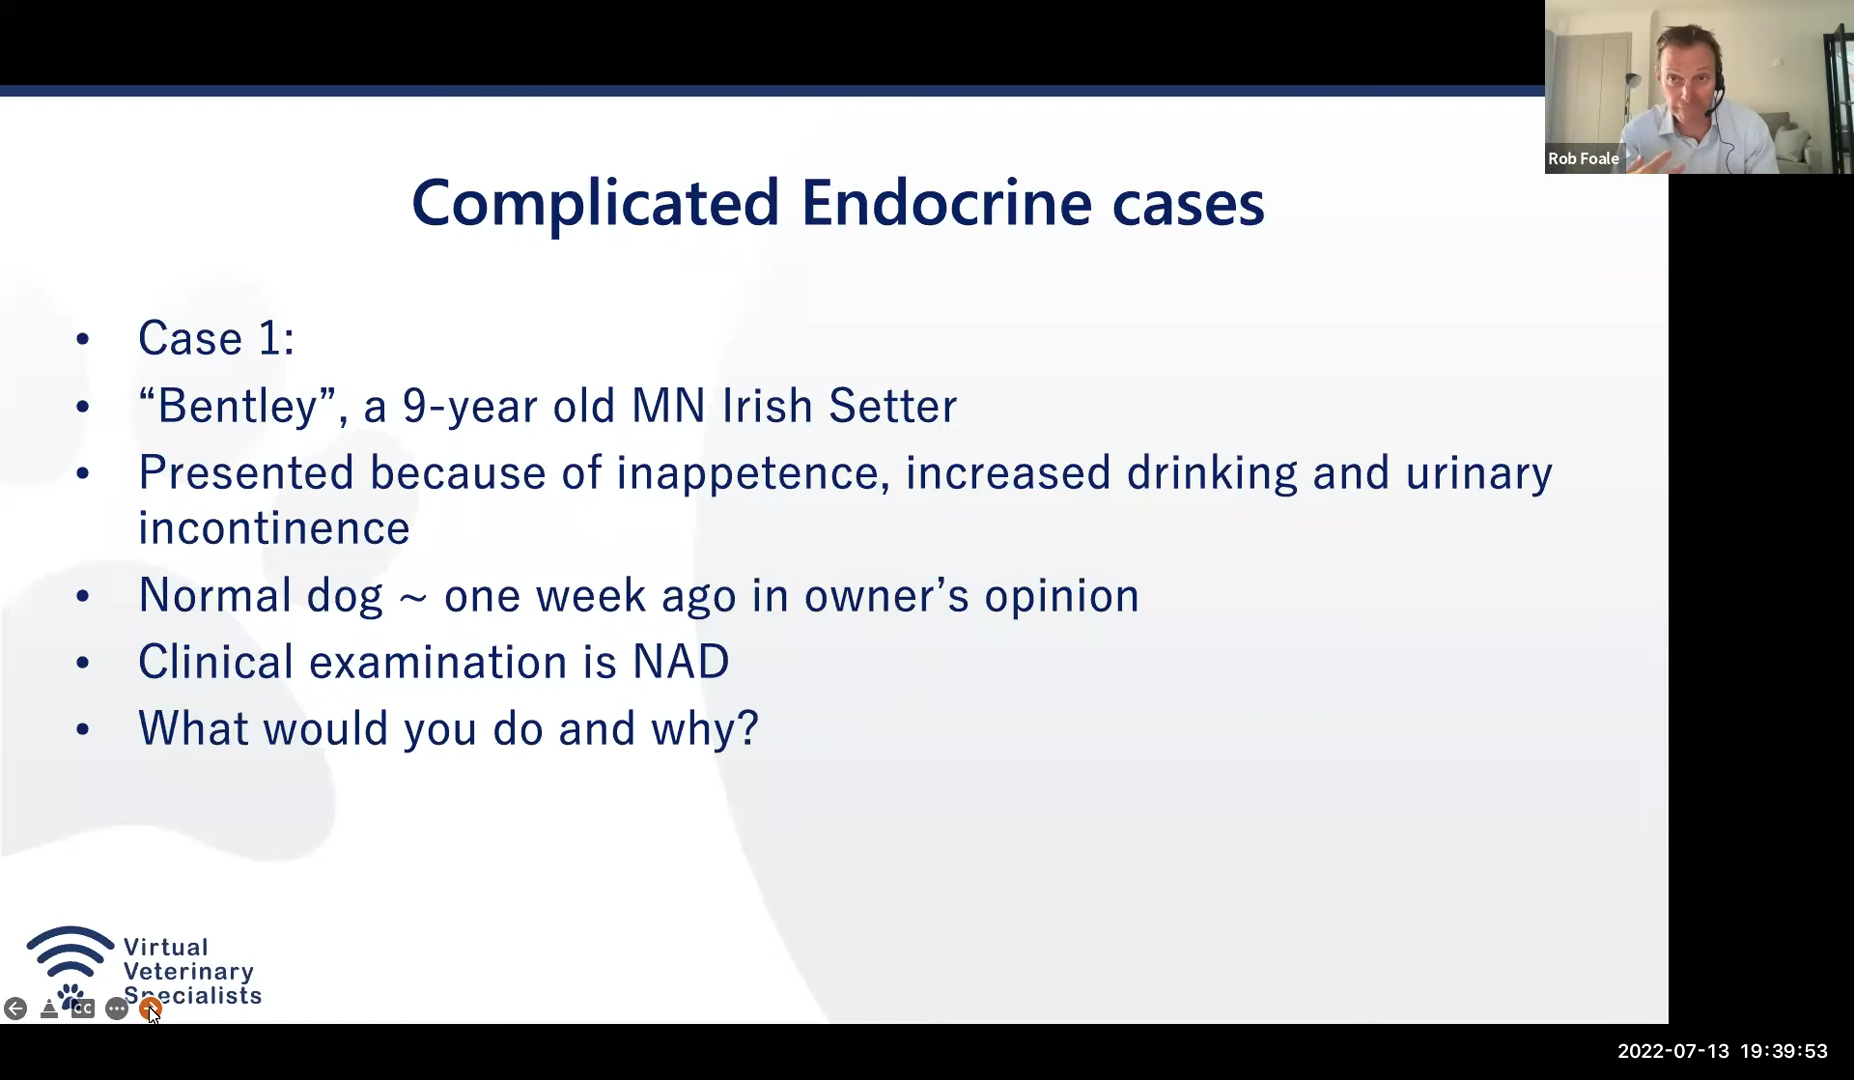 Rob Foale
Complicated Endocrine cases
• Case 1:
• “Bentley”, a 9-year old MN Irish Setter
• Presented because of inappetence, increased drinking and urinary
incontinence
• Normal dog ~ one week ago in owner’s opinion
• Clinical examination is NAD
• What would you do and why?
Virtual
Veterinary
Specialists
CC
2022-07-13 19:39:53